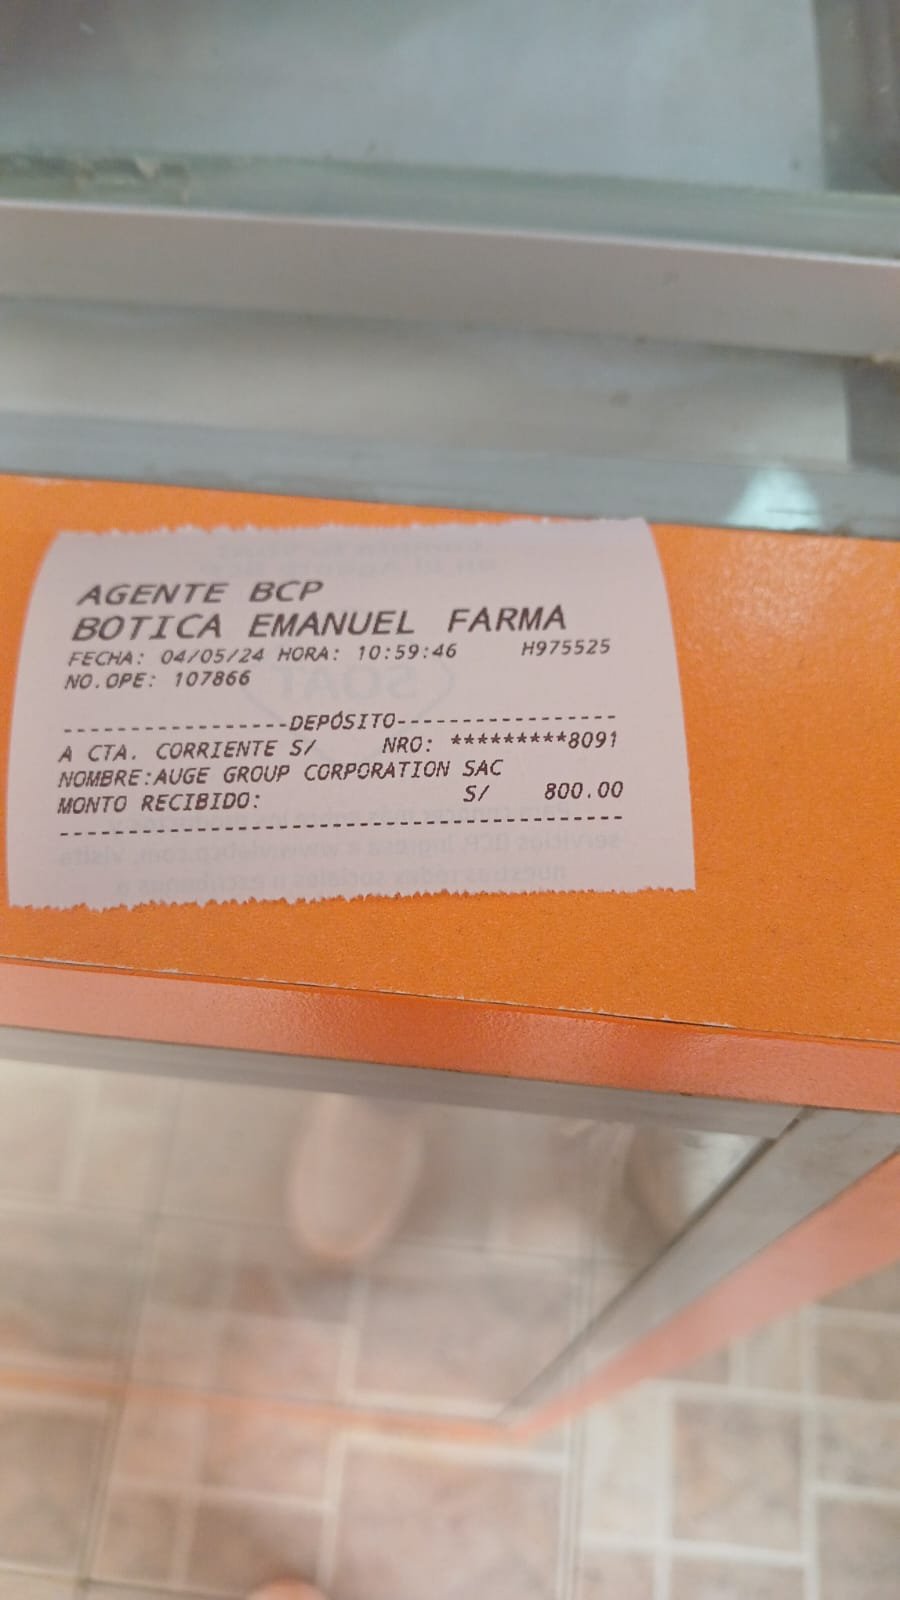 AGENTE BCP
BOTICA EMANUEL FARMA
FECHA: 04/05/24 HORA: 10:59:46 H975525
NO.OPE: 107866
-----------------DEPÓSITO-----------------
A CTA. CORRIENTE S/ NRO: *********8091
NOMBRE:AUGE GROUP CORPORATION SAC
MONTO RECIBIDO: S/ 800.00
------------------------------------------